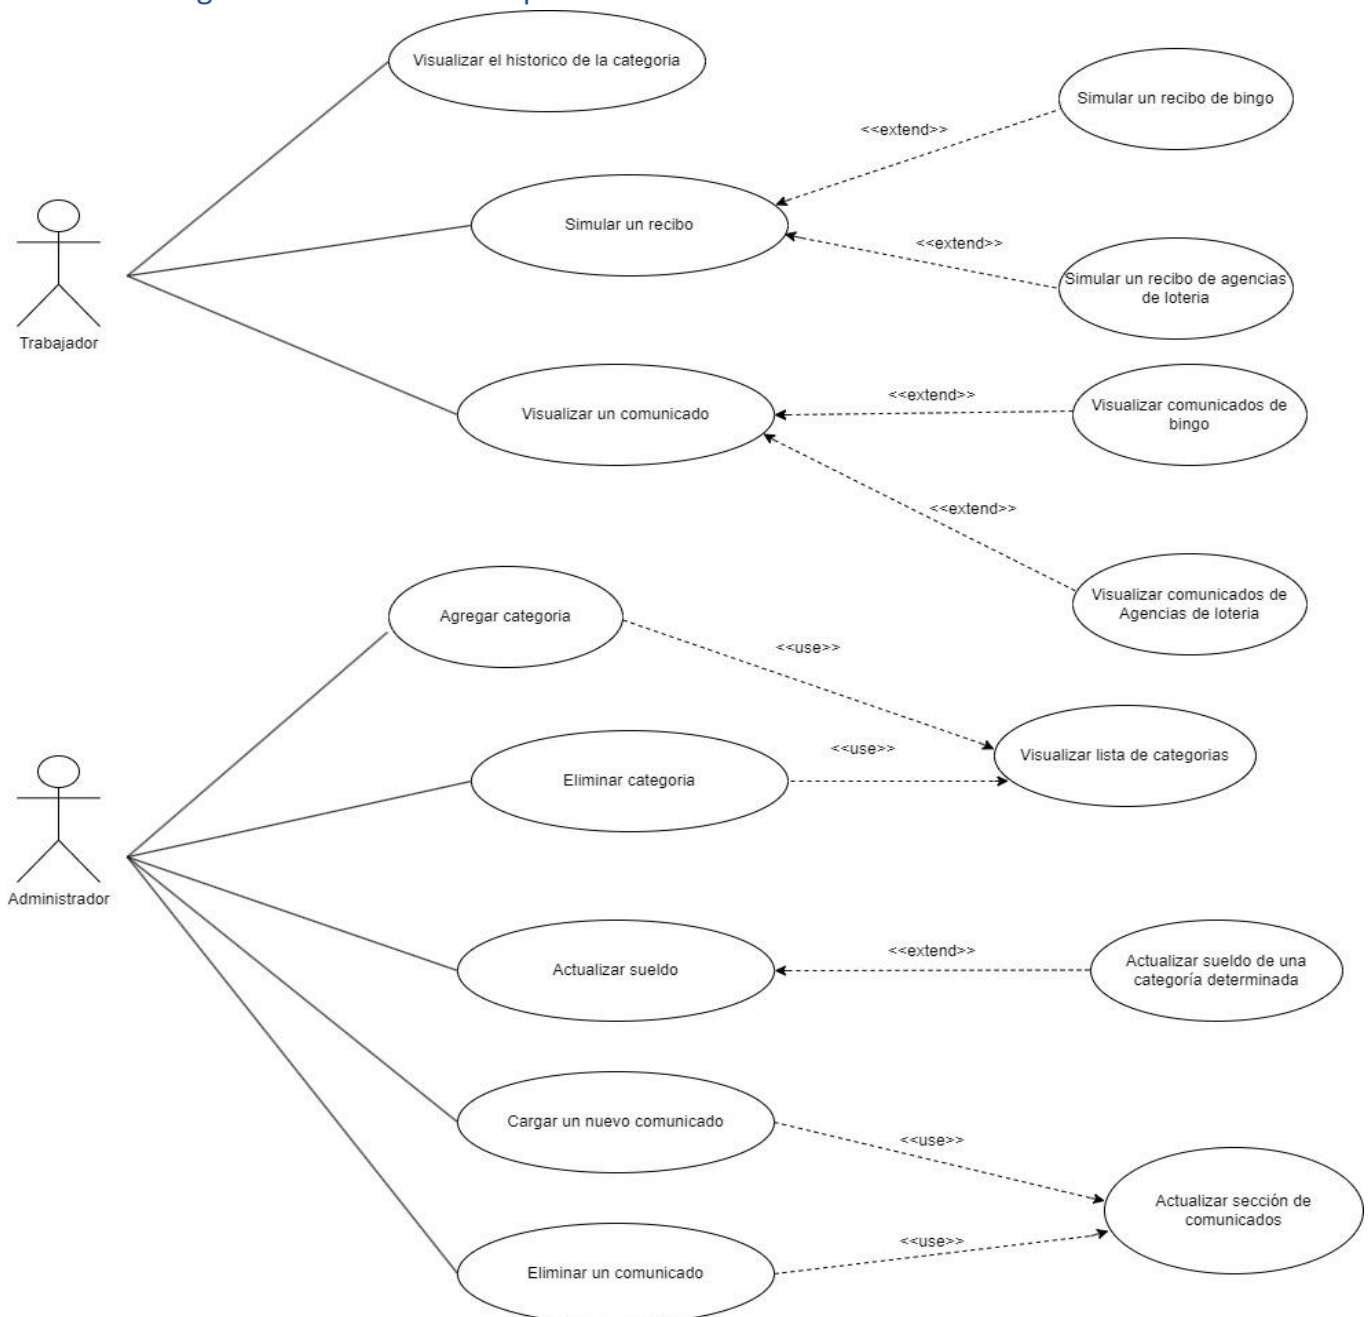 Visualizar el historico de la categoria
Simular un recibo de bingo
<<extend>>
Simular un recibo
<<extend>>
Simular un recibo de agencias
de loteria
Trabajador
Visualizar un comunicado
<<extend>>
Visualizar comunicados de
bingo
<<extend>>
Visualizar comunicados de
Agencias de loteria
Agregar categoria
<<use>>
Visualizar lista de categorias
<<use>>
Eliminar categoria
Administrador
Actualizar sueldo
<<extend>>
Actualizar sueldo de una
categoría determinada
Cargar un nuevo comunicado
<<use>>
Actualizar sección de
comunicados
<<use>>
Eliminar un comunicado